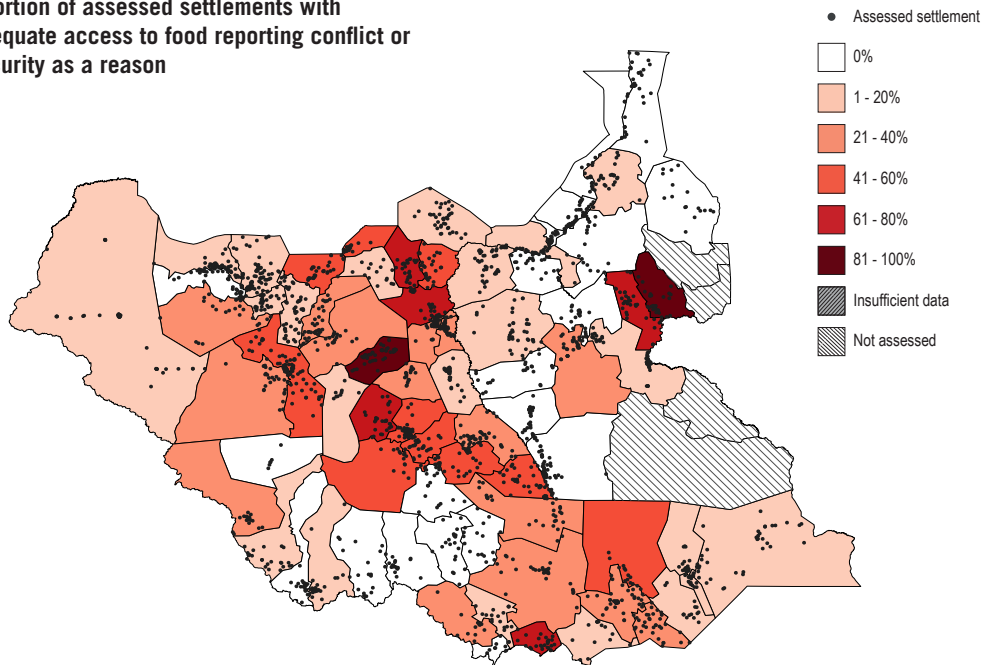 ortion of assessed settlements with
equate access to food reporting conflict or
urity as a reason
Assessed settlement
0%
1 - 20%
21 - 40%
41 - 60%
61 - 80%
81 - 100%
Insufficient data
Not assessed